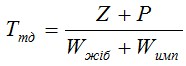 Tтд = Z + P / Wжіб + Wимп